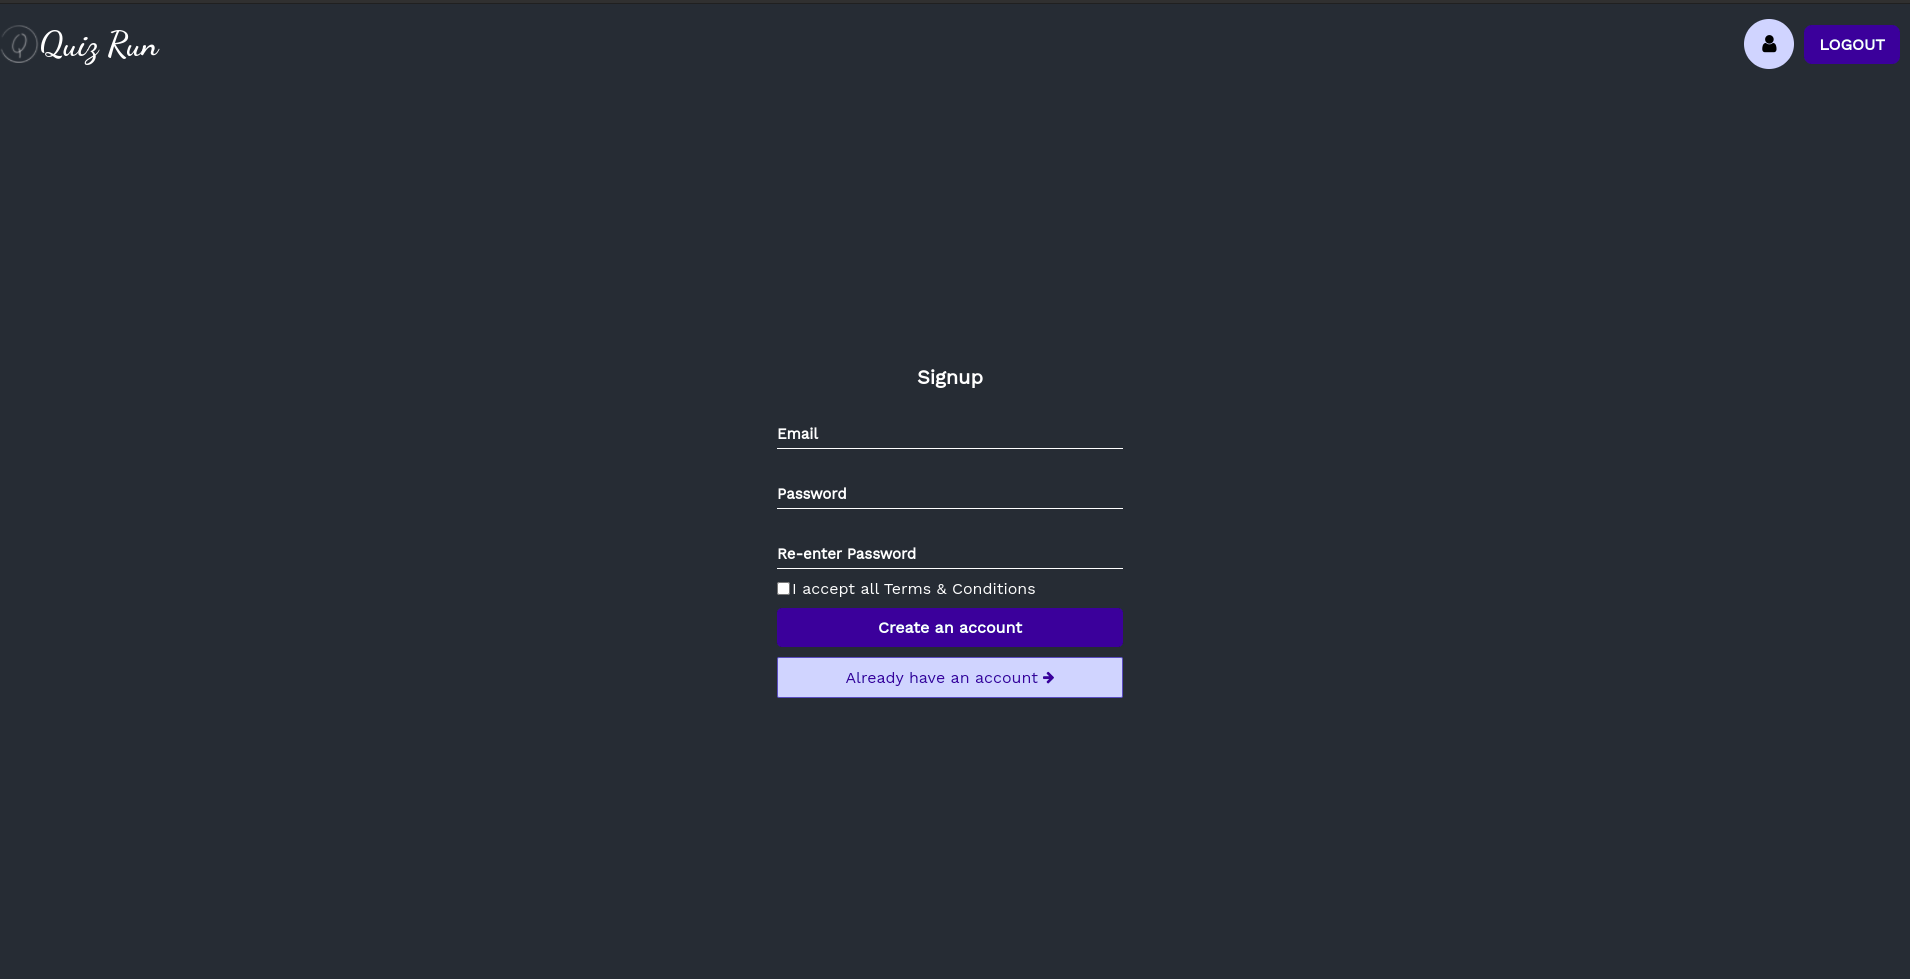 Q Quiz Run
LOGOUT
Signup
Email
Password
Re-enter Password
I accept all Terms & Conditions
Create an account
Already have an account